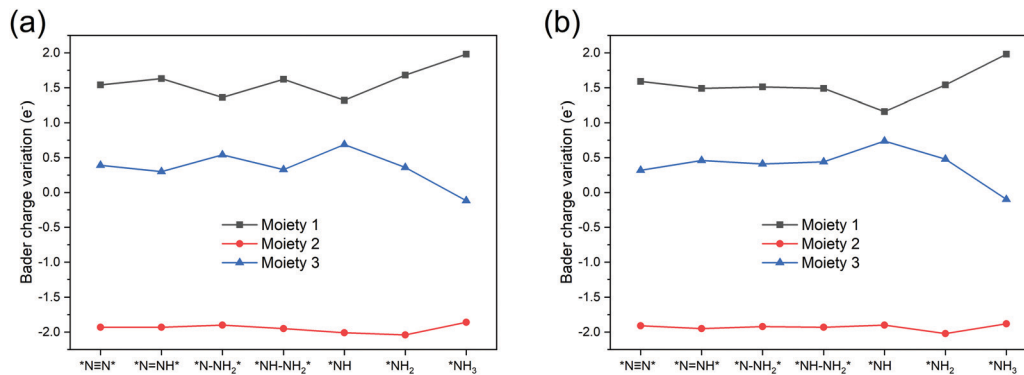 (a)
Bader charge variation (e⁻)
2.0
1.5
1.0
0.5
0.0
-0.5
-1.0
-1.5
-2.0
Moiety 1
Moiety 2
Moiety 3
*N≡N* *N=NH* *N-NH₂* *NH-NH₂* *NH *NH₂ *NH₃
(b)
Bader charge variation (e⁻)
2.0
1.5
1.0
0.5
0.0
-0.5
-1.0
-1.5
-2.0
Moiety 1
Moiety 2
Moiety 3
*N≡N* *N=NH* *N-NH₂* *NH-NH₂* *NH *NH₂ *NH₃